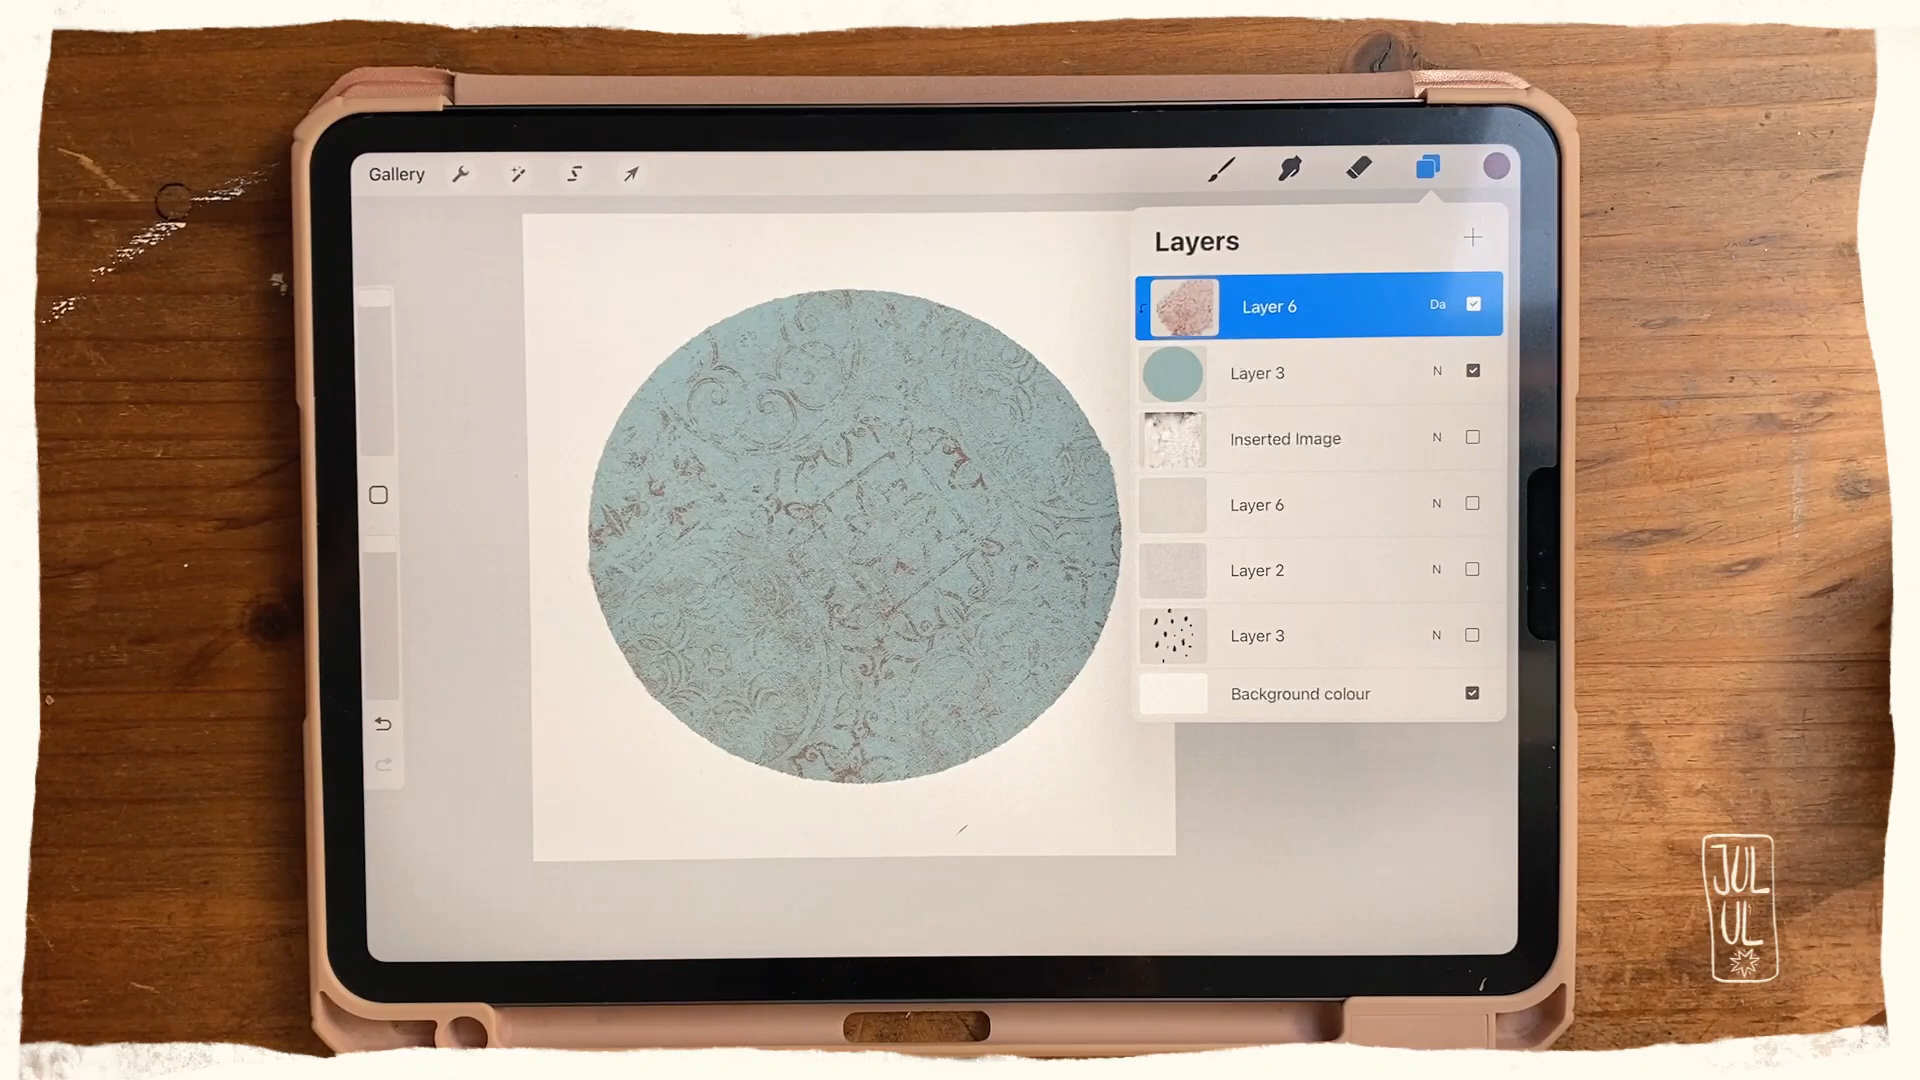 Gallery
Layers
Layer 6 Da
Layer 3 N
Inserted Image N
Layer 6 N
Layer 2 N
Layer 3 N
Background colour
JUL
UL